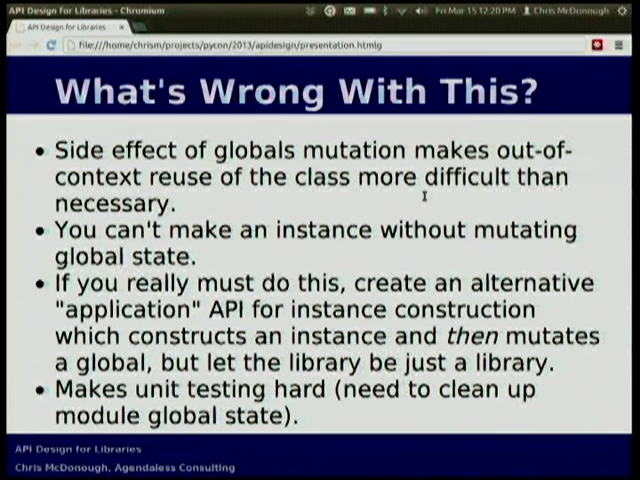 API Design for Libraries - Chromium
Fri Mar 15 12:20 PM
Chris McDonough
API Design for Libraries
file:///home/chrism/projects/pycon/2013/apidesign/presentation.html
What's Wrong With This?
• Side effect of globals mutation makes out-of-
context reuse of the class more difficult than
necessary.
• You can't make an instance without mutating
global state.
• If you really must do this, create an alternative
"application" API for instance construction
which constructs an instance and then mutates
a global, but let the library be just a library.
• Makes unit testing hard (need to clean up
module global state).
API Design for Libraries
Chris McDonough, Agendaless Consulting